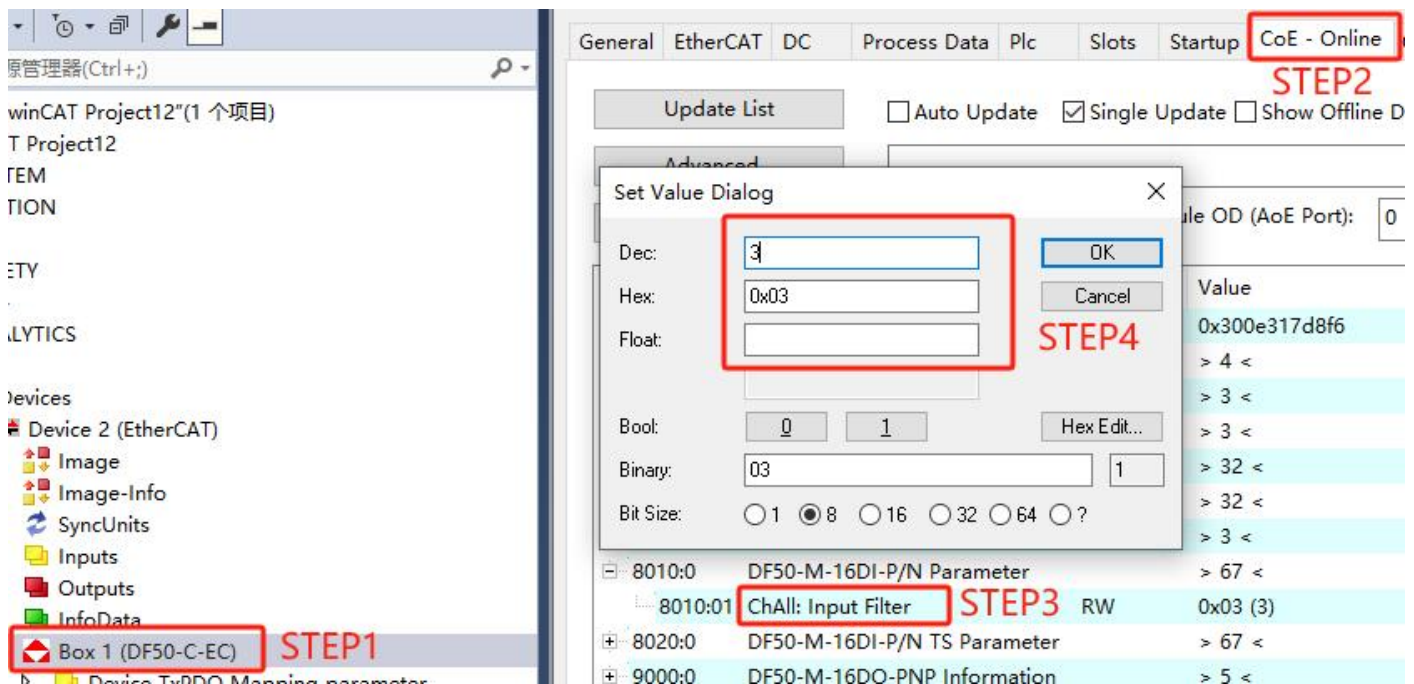 源管理器(Ctrl+;)
winCAT Project12"(1 个项目)
T Project12
TEM
TION
ETY
LYTICS
Devices
Device 2 (EtherCAT)
Image
Image-Info
SyncUnits
Inputs
Outputs
InfoData
Box 1 (DF50-C-EC)
STEP1
Device TxPDO Mapping parameter
General EtherCAT DC Process Data Plc Slots Startup CoE - Online
STEP2
Update List
Auto Update Single Update Show Offline D
Advanced
Set Value Dialog
ule OD (AoE Port): 0
Dec: 3 OK
Hex: 0x03 Cancel
Float:
STEP4
Bool: 0 1 Hex Edit...
Binary: 03 1
Bit Size: 1 8 16 32 64 ?
Value
0x300e317d8f6
> 4 <
> 3 <
> 3 <
> 32 <
> 32 <
> 3 <
8010:0 DF50-M-16DI-P/N Parameter > 67 <
8010:01 ChAll: Input Filter STEP3 RW 0x03 (3)
8020:0 DF50-M-16DI-P/N TS Parameter > 67 <
9000:0 DF50-M-16DO-PNP Information > 5 <